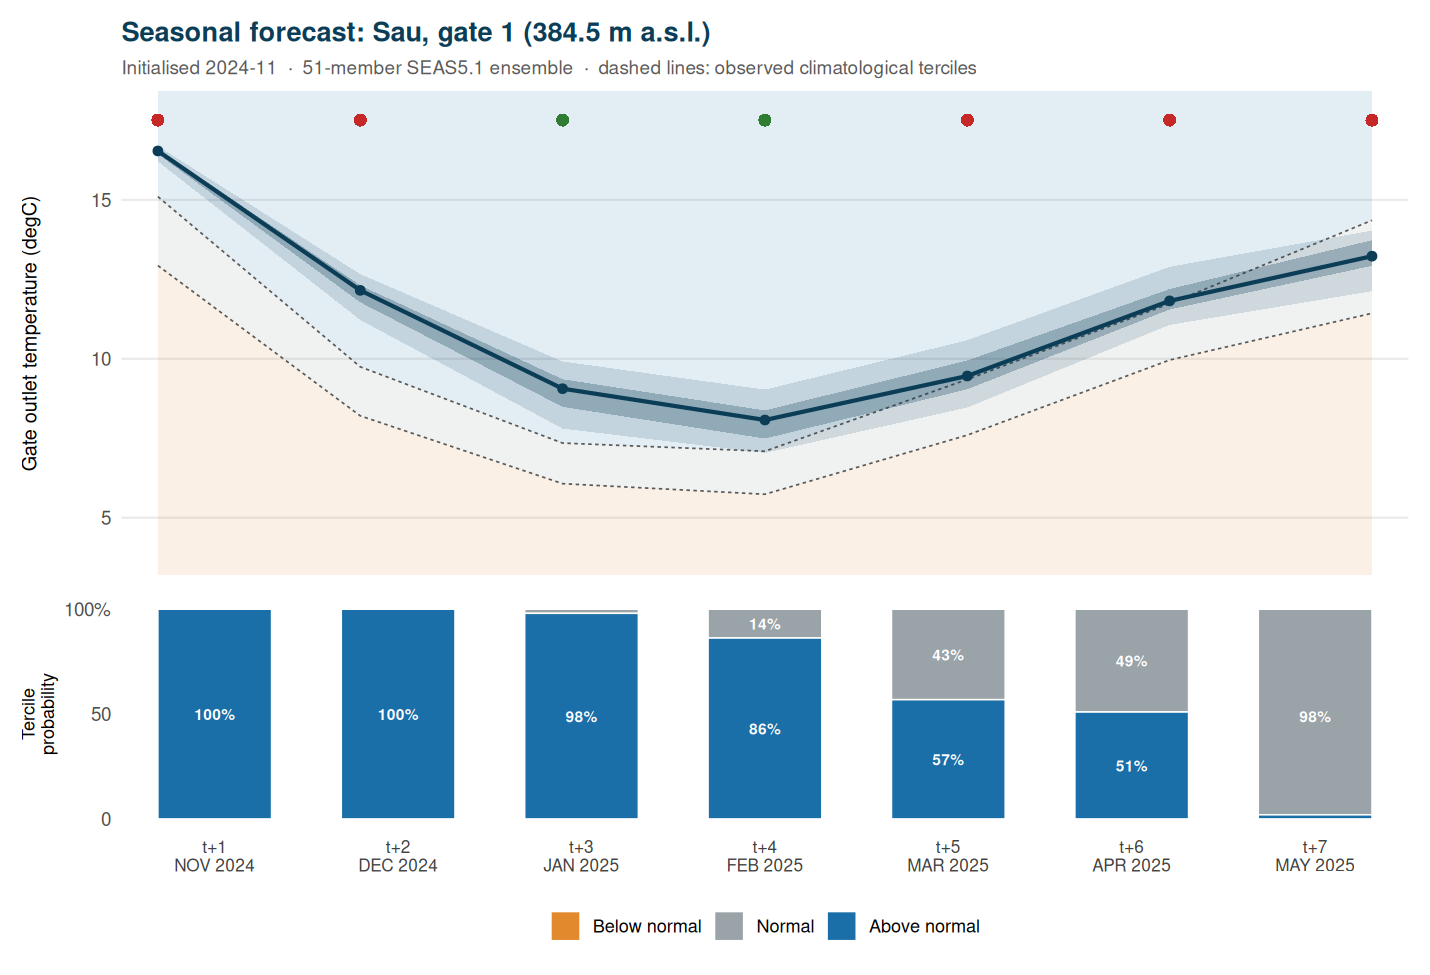 Seasonal forecast: Sau, gate 1 (384.5 m a.s.l.)
Initialised 2024-11 · 51-member SEAS5.1 ensemble · dashed lines: observed climatological terciles
Gate outlet temperature (degC)
15
10
5
Tercile
probability
100%
50
0
100%
100%
98%
14%
86%
43%
57%
49%
51%
98%
t+1
NOV 2024
t+2
DEC 2024
t+3
JAN 2025
t+4
FEB 2025
t+5
MAR 2025
t+6
APR 2025
t+7
MAY 2025
Below normal
Normal
Above normal